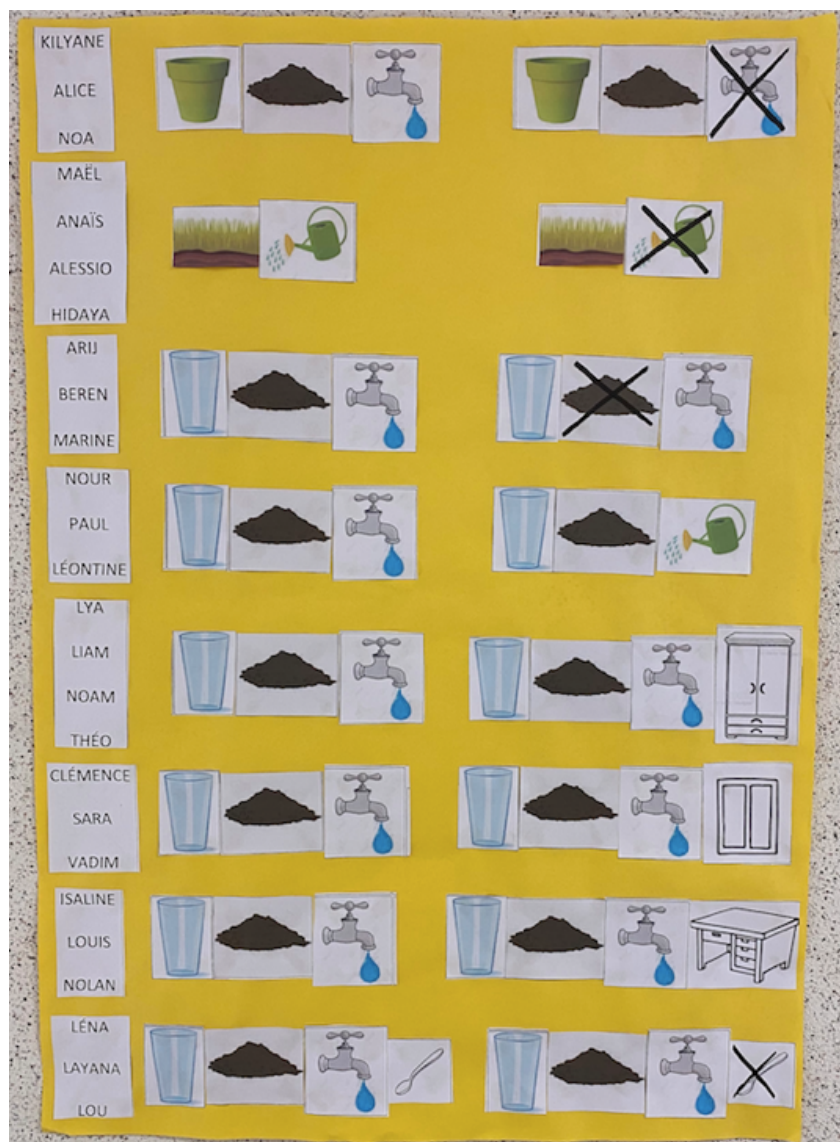 KILYANE
ALICE
NOA
MAËL
ANAÏS
ALESSIO
HIDAYA
ARIJ
BEREN
MARINE
NOUR
PAUL
LÉONTINE
LYA
LIAM
NOAM
THÉO
CLÉMENCE
SARA
VADIM
ISALINE
LOUIS
NOLAN
LÉNA
LAYANA
LOU